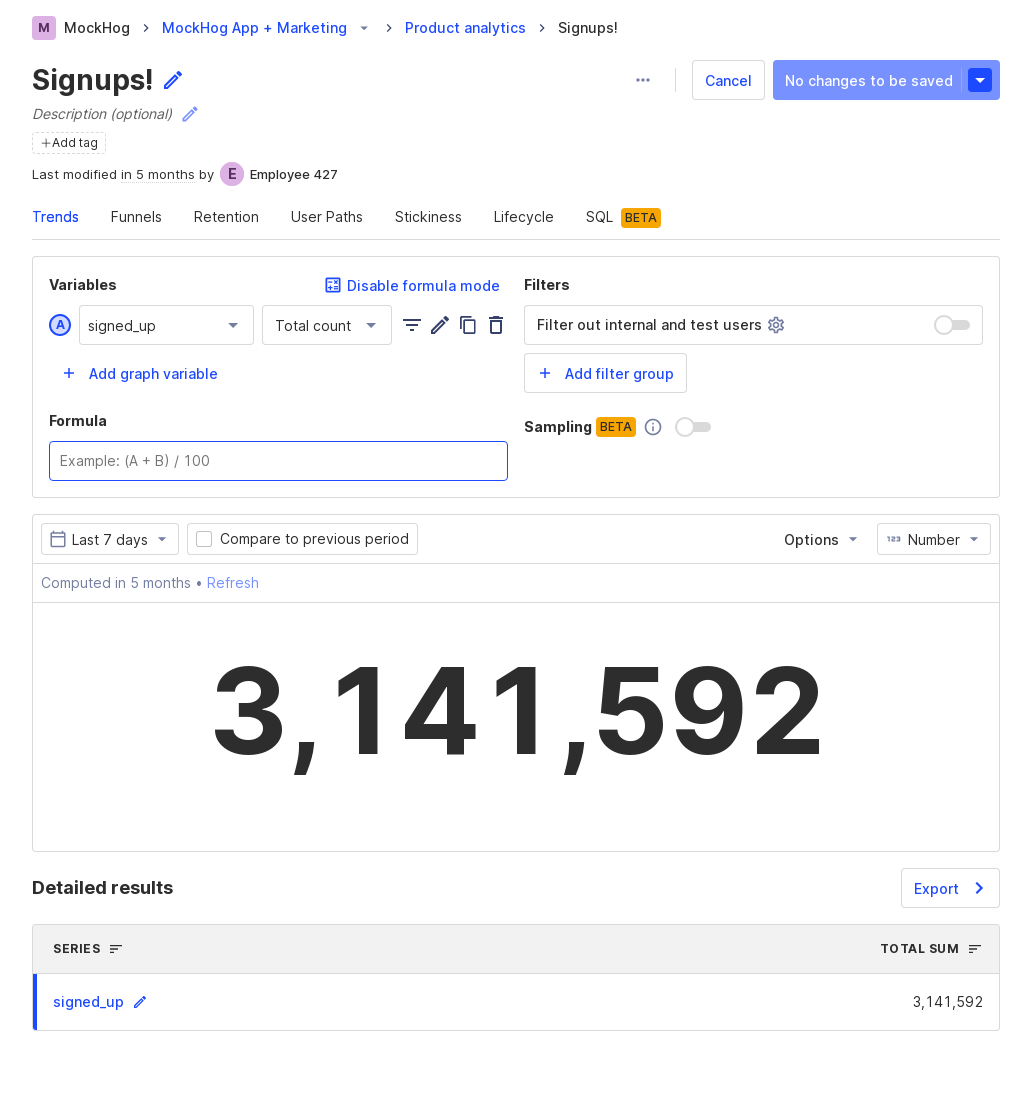 M MockHog MockHog App + Marketing Product analytics Signups!
Signups!
Cancel No changes to be saved
Description (optional)
Add tag
Last modified in 5 months by E Employee 427
Trends Funnels Retention User Paths Stickiness Lifecycle SQL BETA
Variables Disable formula mode
A signed_up Total count
Add graph variable
Formula
Example: (A + B) / 100
Filters
Filter out internal and test users
Add filter group
Sampling BETA
Last 7 days Compare to previous period Options 123 Number
Computed in 5 months • Refresh
3,141,592
Detailed results Export
SERIES TOTAL SUM
signed_up 3,141,592